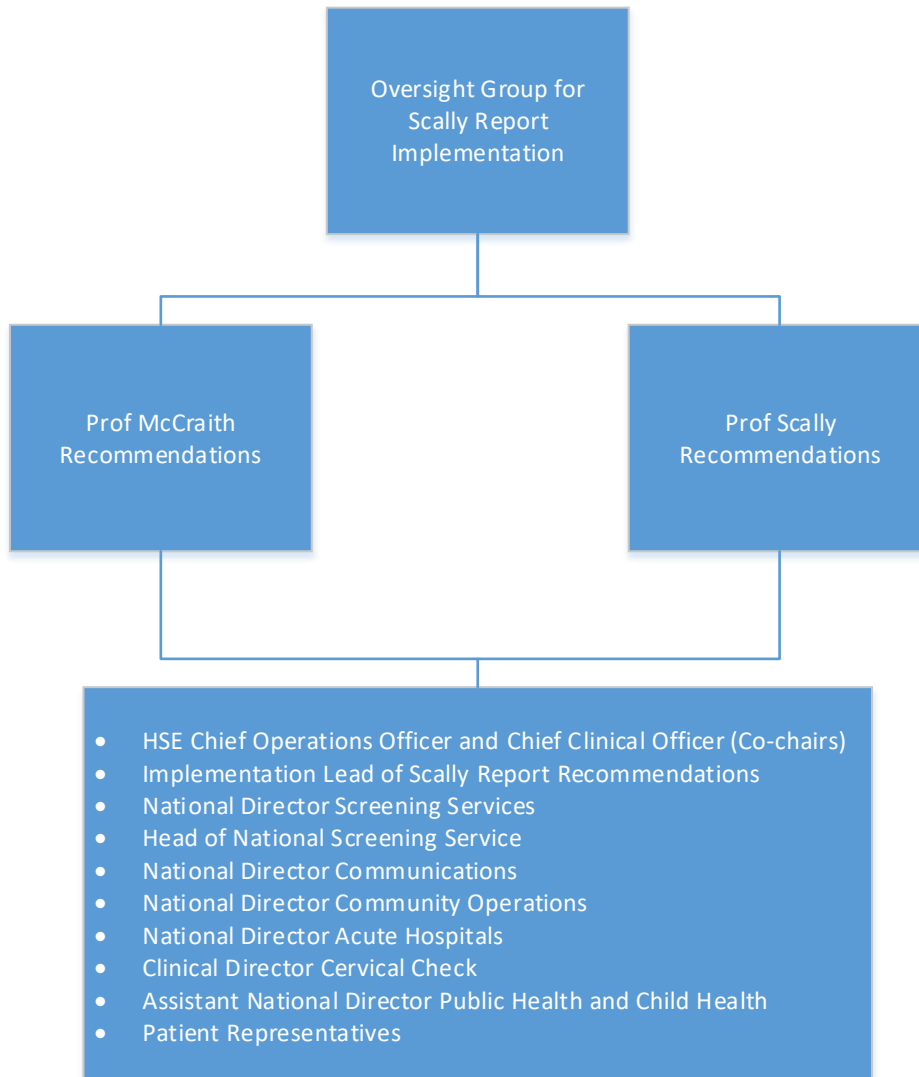 Oversight Group for
Scally Report
Implementation
Prof McCraith
Recommendations
Prof Scally
Recommendations
• HSE Chief Operations Officer and Chief Clinical Officer (Co-chairs)
• Implementation Lead of Scally Report Recommendations
• National Director Screening Services
• Head of National Screening Service
• National Director Communications
• National Director Community Operations
• National Director Acute Hospitals
• Clinical Director Cervical Check
• Assistant National Director Public Health and Child Health
• Patient Representatives